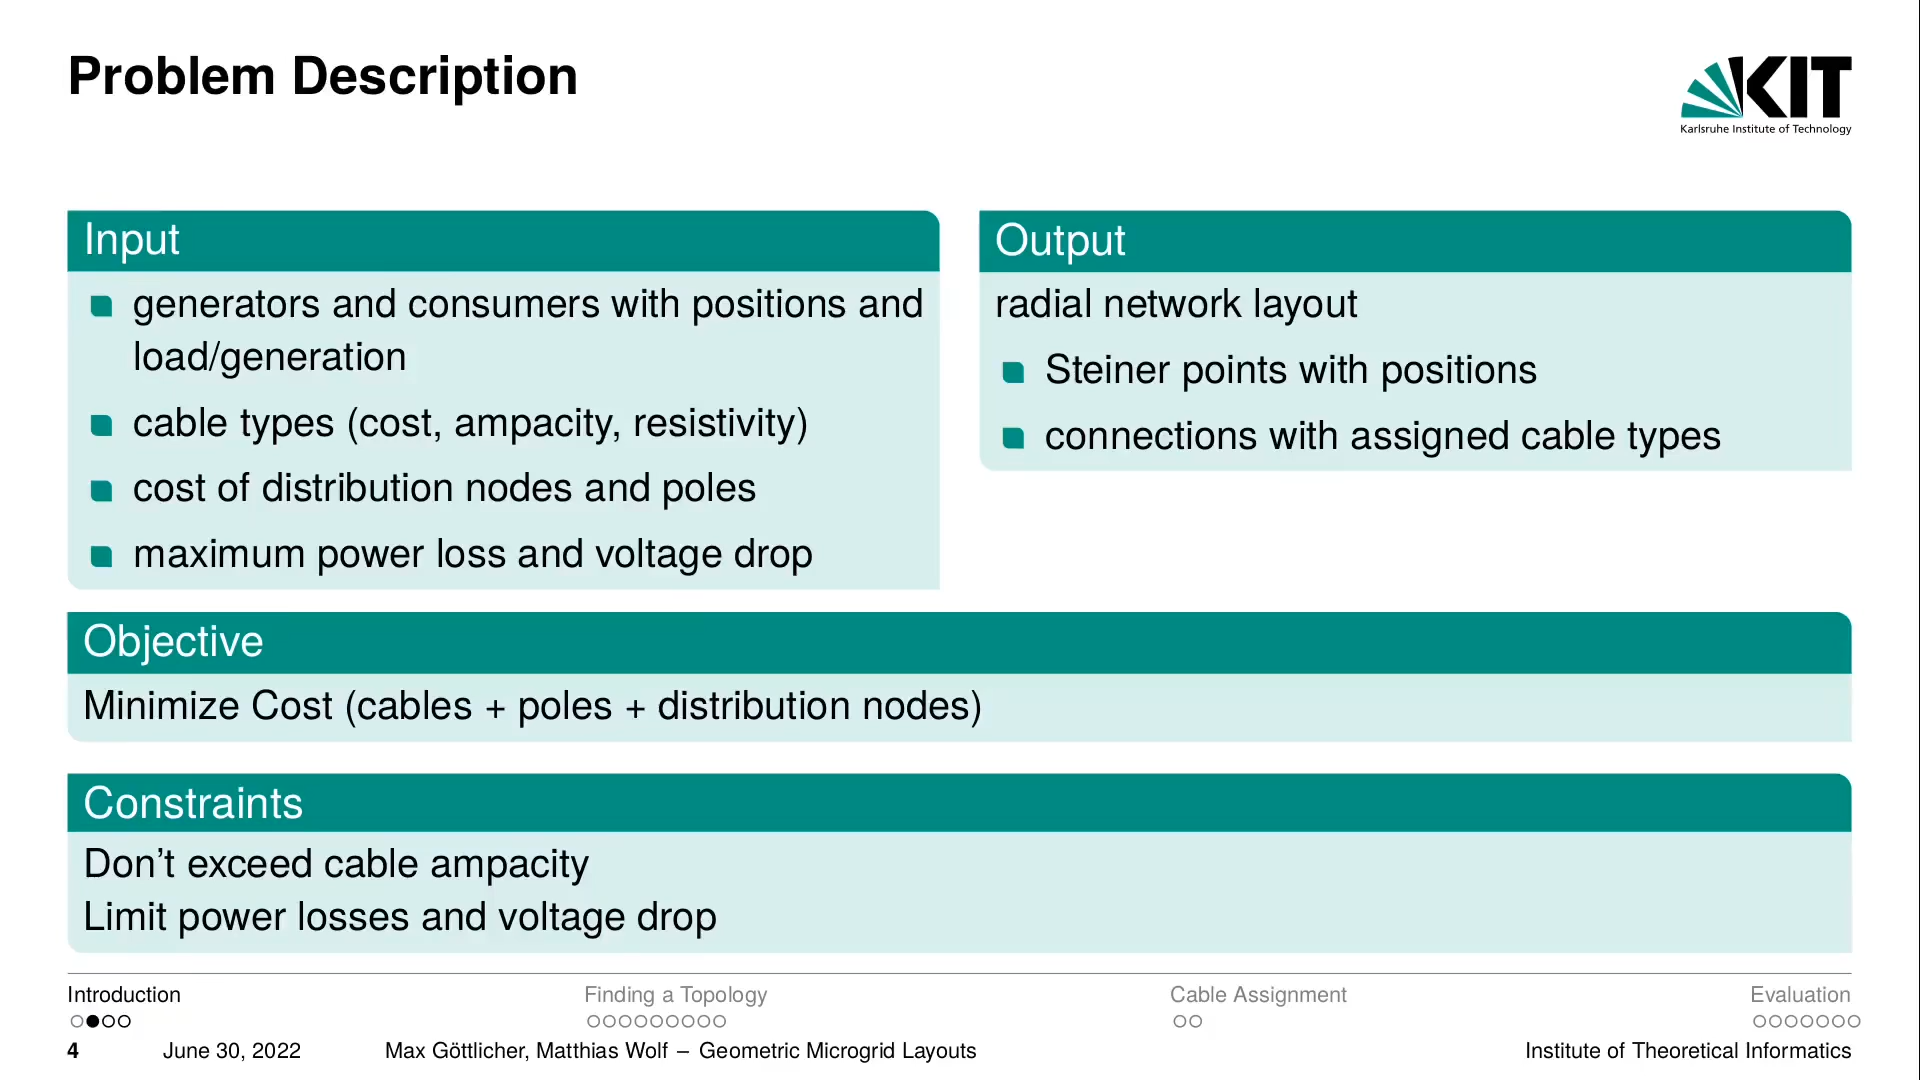 Problem Description
KIT
Karlsruhe Institute of Technology
Input
generators and consumers with positions and
load/generation
cable types (cost, ampacity, resistivity)
cost of distribution nodes and poles
maximum power loss and voltage drop
Output
radial network layout
Steiner points with positions
connections with assigned cable types
Objective
Minimize Cost (cables + poles + distribution nodes)
Constraints
Don’t exceed cable ampacity
Limit power losses and voltage drop
Introduction
Finding a Topology
Cable Assignment
Evaluation
4 June 30, 2022 Max Göttlicher, Matthias Wolf – Geometric Microgrid Layouts Institute of Theoretical Informatics